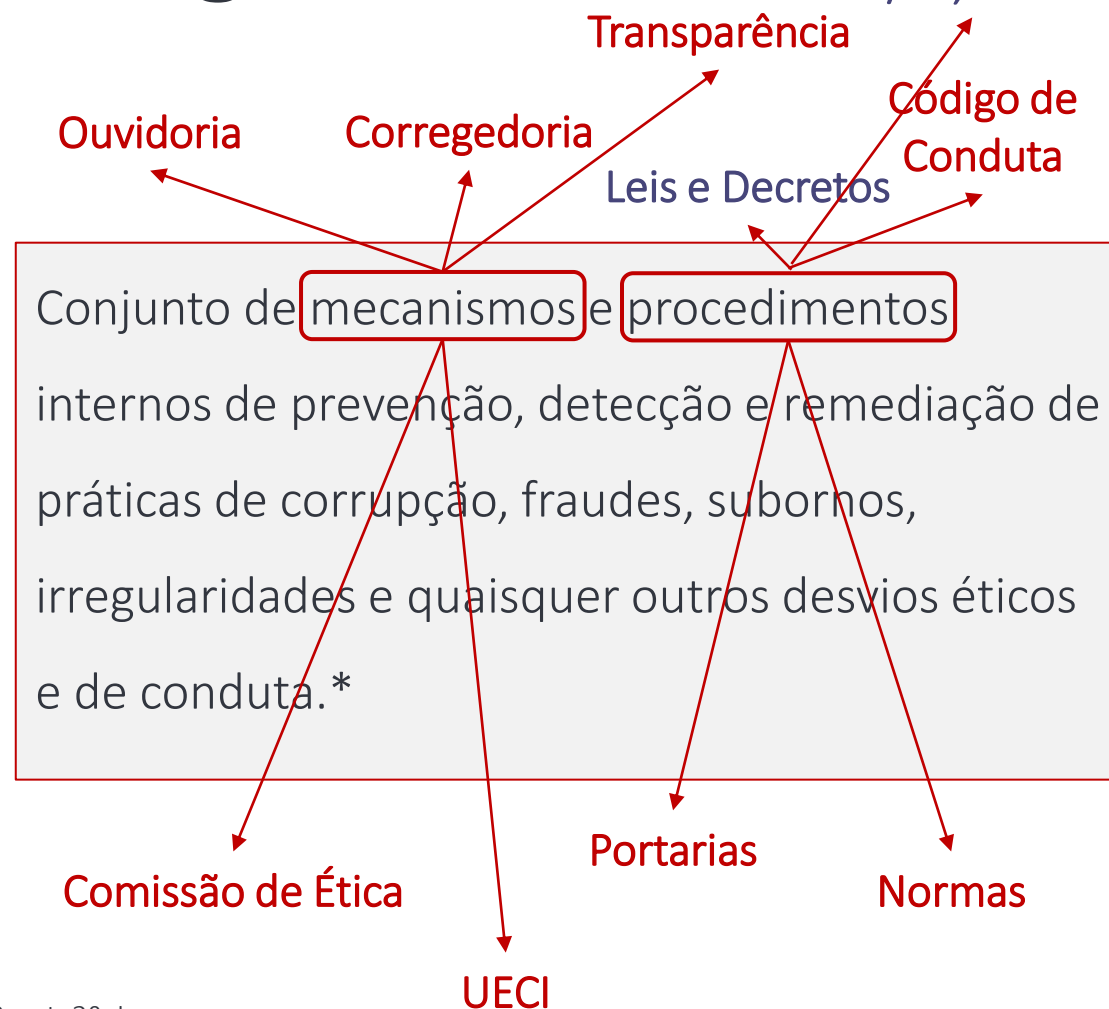 Transparência
Código de
Conduta
Ouvidoria
Corregedoria
Leis e Decretos
Conjunto de mecanismos e procedimentos
internos de prevenção, detecção e remediação de
práticas de corrupção, fraudes, subornos,
irregularidades e quaisquer outros desvios éticos
e de conduta.*
Portarias
Comissão de Ética
Normas
UECI